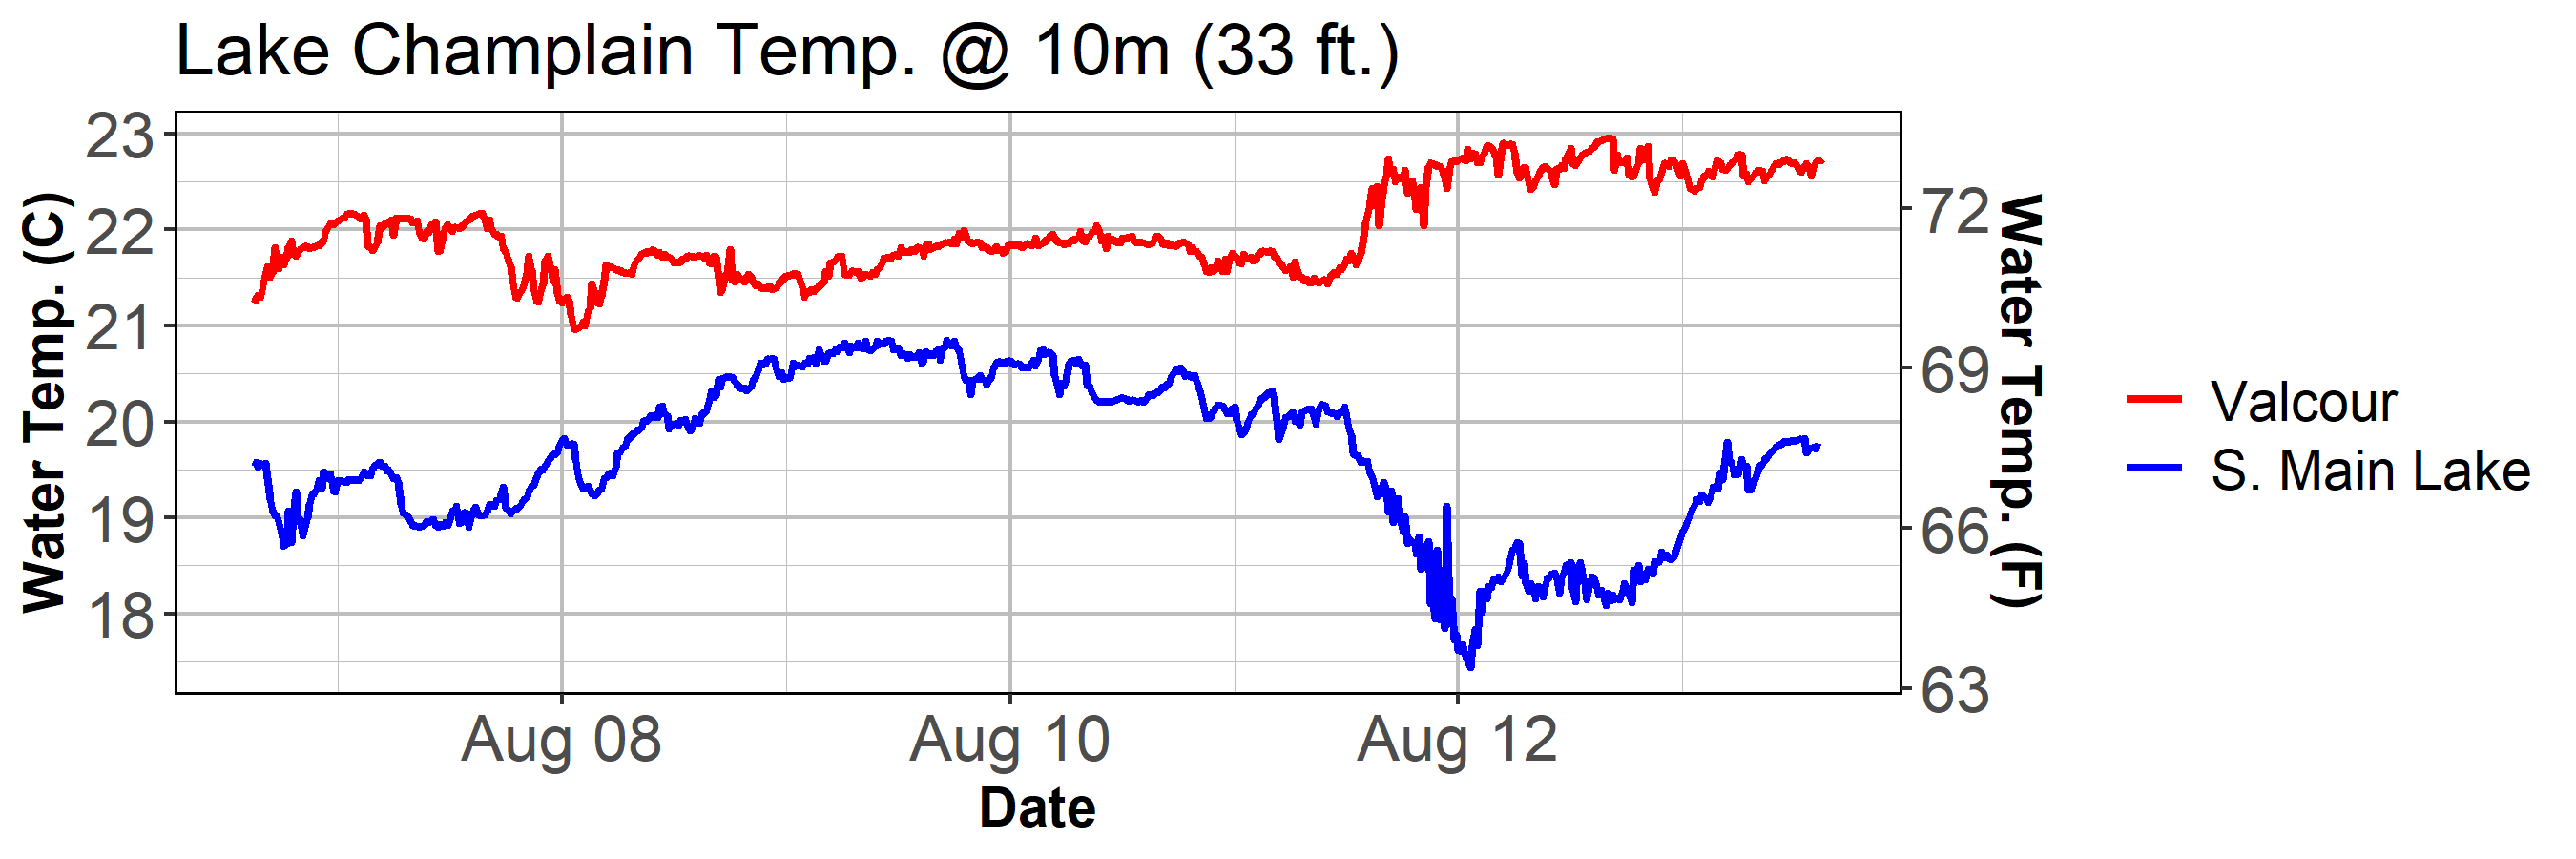 Lake Champlain Temp. @ 10m (33 ft.)
Water Temp. (C)
23
22
21
20
19
18
72
69
66
63
Water Temp. (F)
Aug 08
Aug 10
Aug 12
Date
Valcour
S. Main Lake